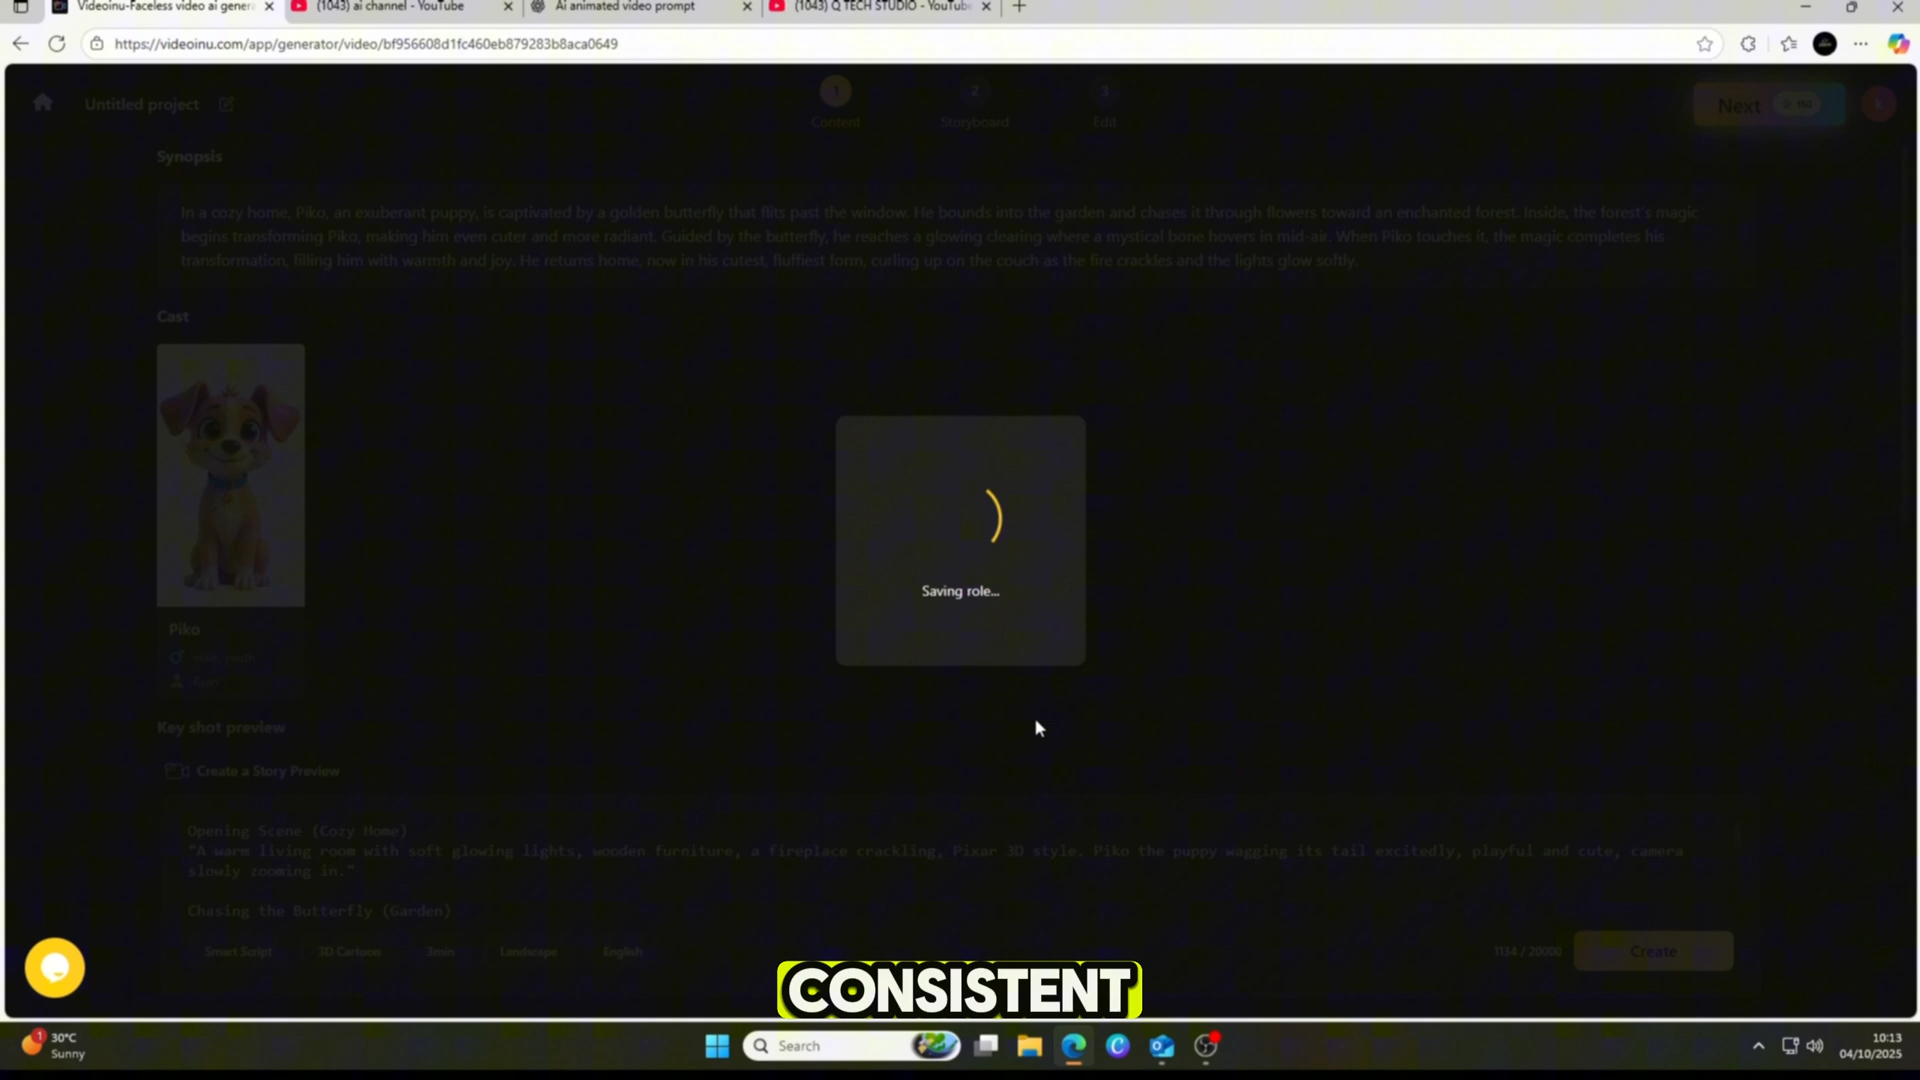 Videoinu-Faceless video ai genera
(1043) ai channel - YouTube
Ai animated video prompt
(1043) Q TECH STUDIO - YouTube
https://videoinu.com/app/generator/video/bf956608d1fc460eb879283b8aca0649
Untitled project
1
Content
2
Storyboard
3
Edit
Next
150
Synopsis
In a cozy home, Piko, an exuberant puppy, is captivated by a golden butterfly that flits past the window. He bounds into the garden and chases it through flowers toward an enchanted forest. Inside, the forest's magic
begins transforming Piko, making him even cuter and more radiant. Guided by the butterfly, he reaches a glowing clearing where a mystical bone hovers in mid-air. When Piko touches it, the magic completes his
transformation, filling him with warmth and joy. He returns home, now in his cutest, fluffiest form, curling up on the couch as the fire crackles and the lights glow softly.
Cast
Saving role...
Piko
male, youth
Key shot preview
Create a Story Preview
Opening Scene (Cozy Home)
"A warm living room with soft glowing lights, wooden furniture, a fireplace crackling, Pixar 3D style. Piko the puppy wagging its tail excitedly, playful and cute, camera
slowly zooming in."
Chasing the Butterfly (Garden)
Smart Script
3D Cartoon
3min
Landscape
English
1134 / 20000
Create
CONSISTENT
1
30°C
Sunny
Search
10:13
04/10/2025